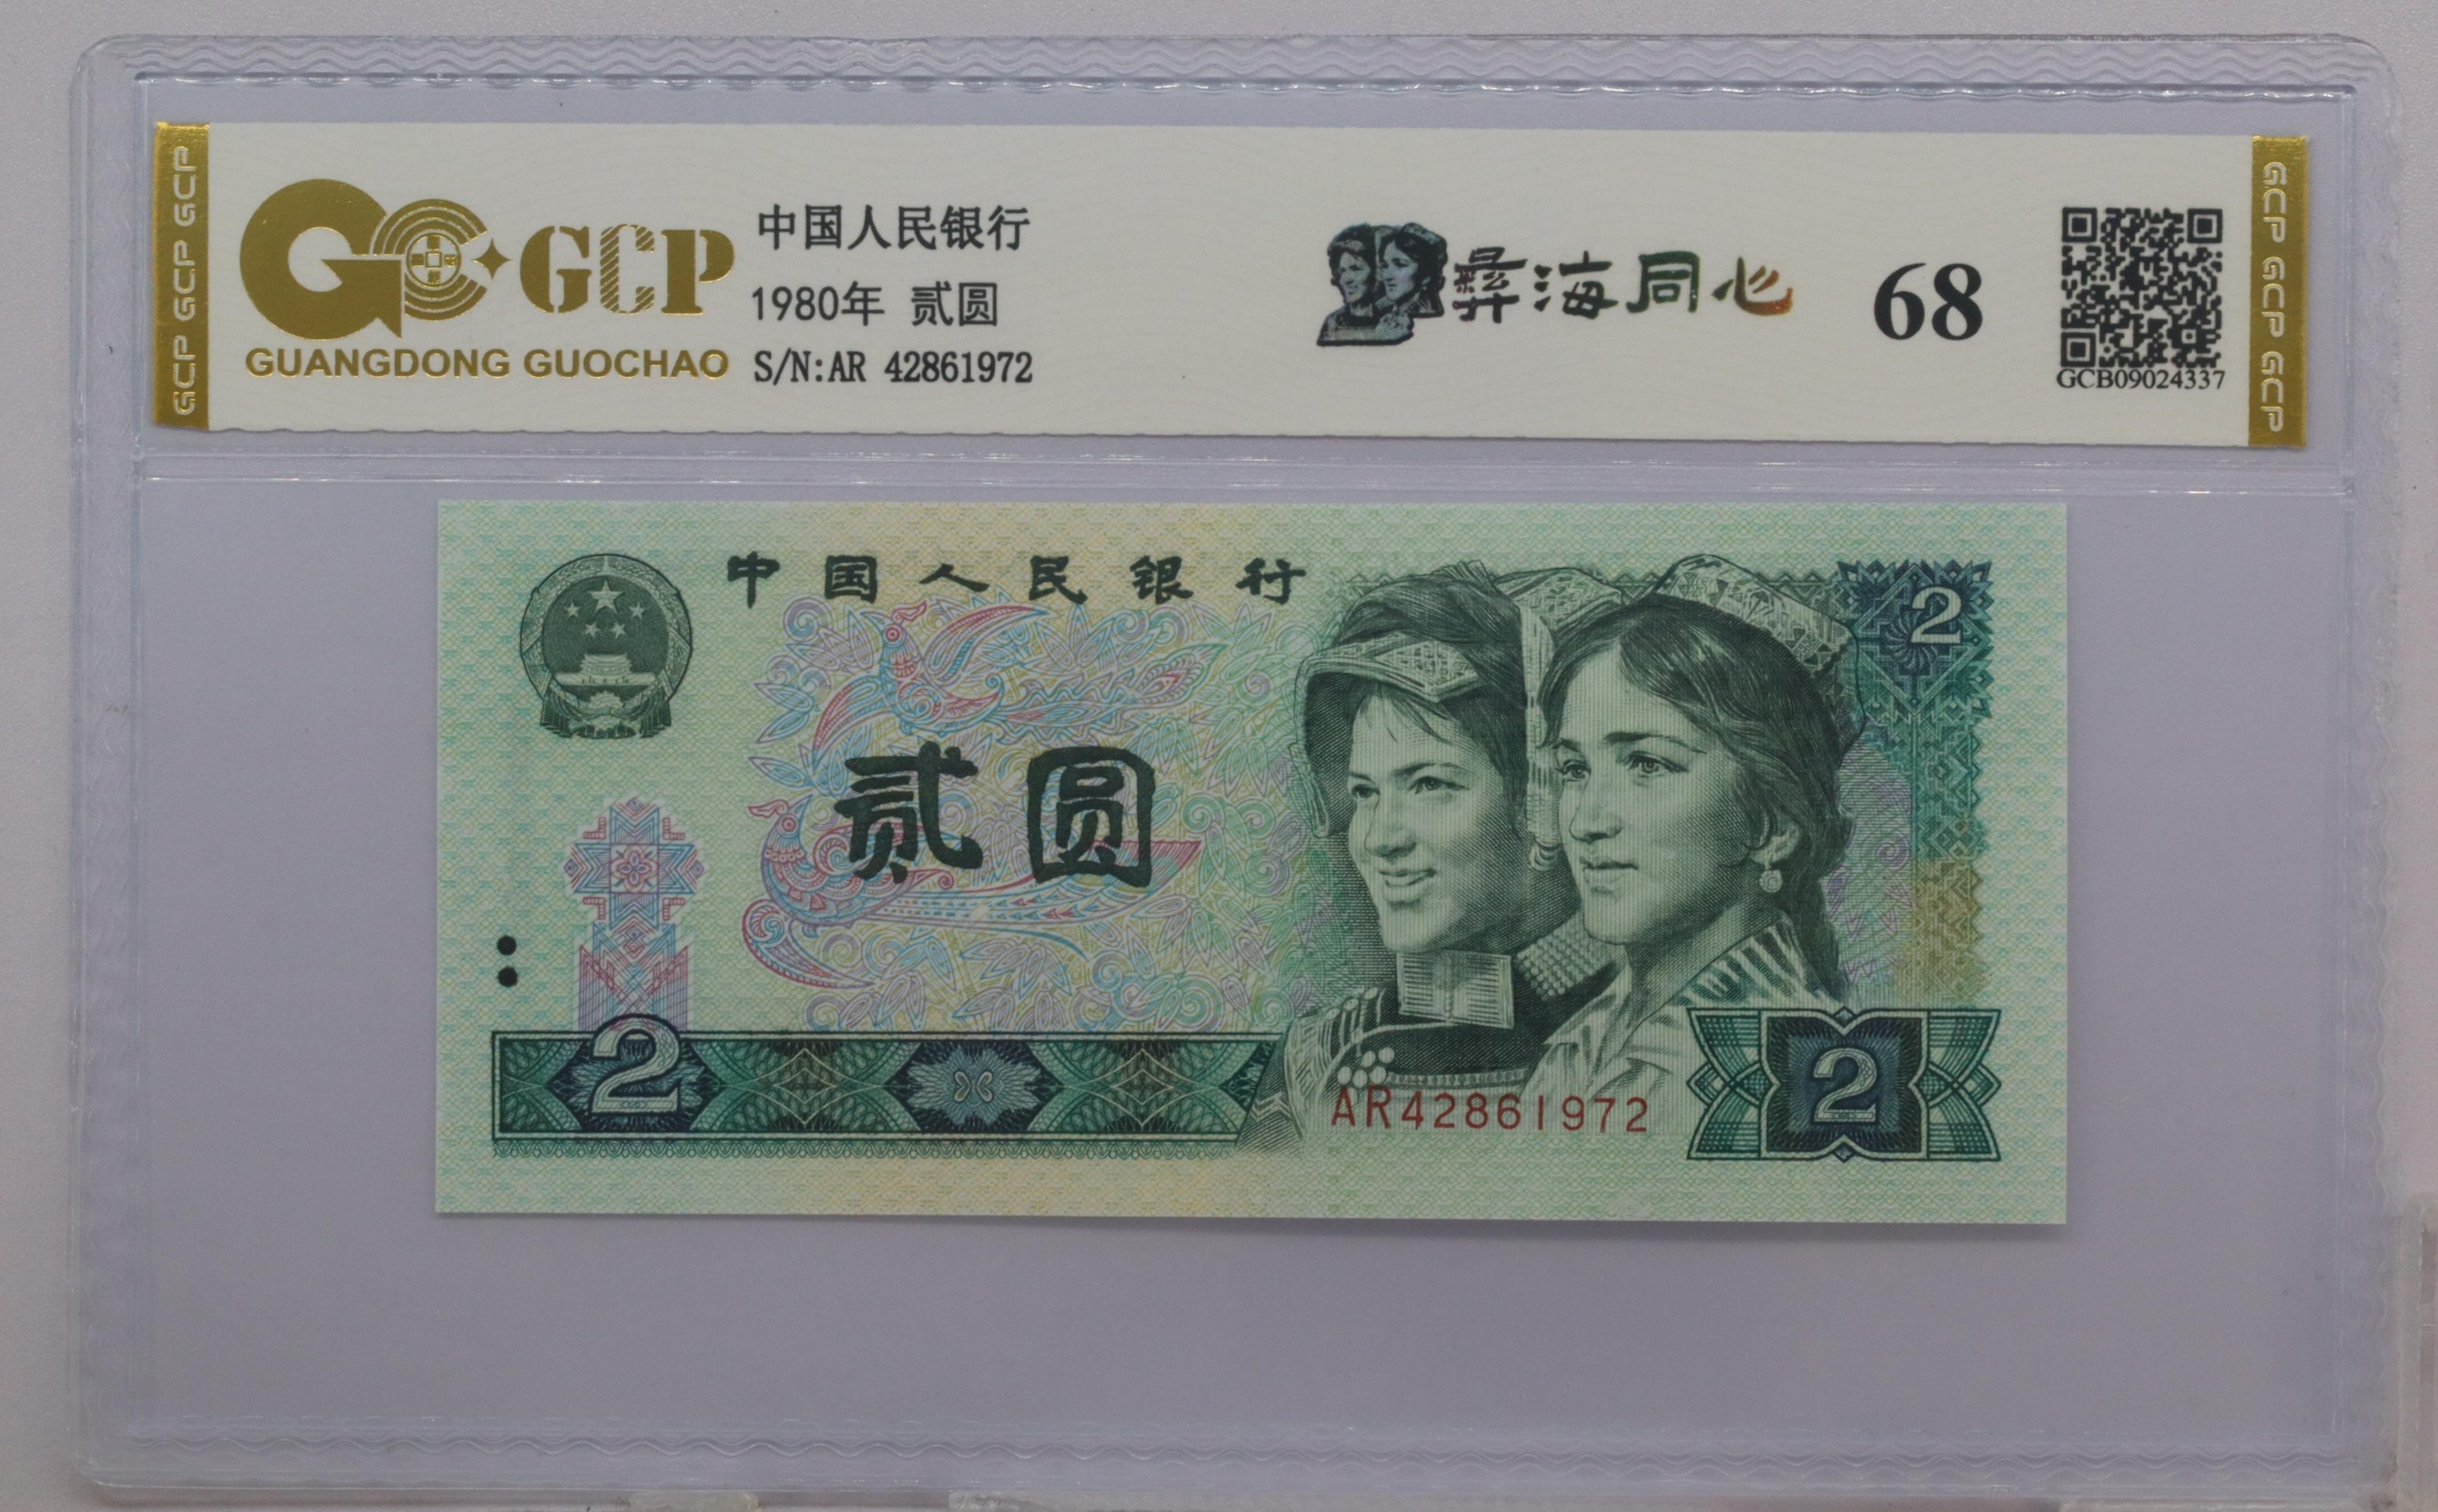 GCP GCP GCP
GCP
GUANGDONG GUOCHAO
中国人民银行
1980年 贰圆
S/N:AR 42861972
彝海同心
68
GCB09024337
GCP GCP GCP
中国人民银行
2
贰圆
2
AR42861972
2